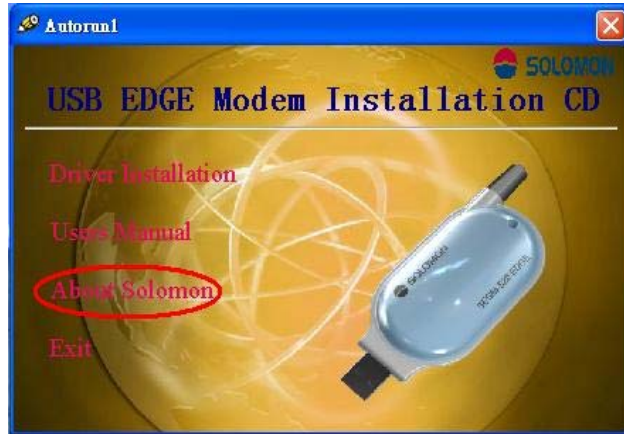 Autorun1
SOLOMON
USB EDGE Modem Installation CD
Driver Installation
Users Manual
About Solomon
Exit
SOLOMON